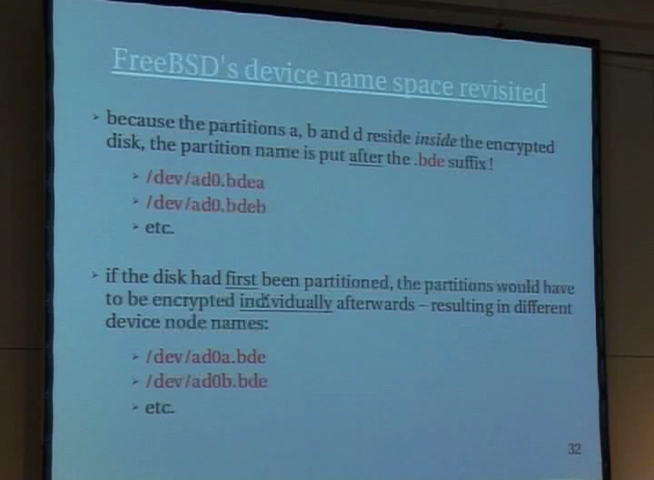 FreeBSD's device name space revisited
➢ because the partitions a, b and d reside inside the encrypted
disk, the partition name is put after the .bde suffix!
➢ /dev/ad0.bdea
➢ /dev/ad0.bdeb
➢ etc.
➢ if the disk had first been partitioned, the partitions would have
to be encrypted individually afterwards – resulting in different
device node names:
➢ /dev/ad0a.bde
➢ /dev/ad0b.bde
➢ etc.
32